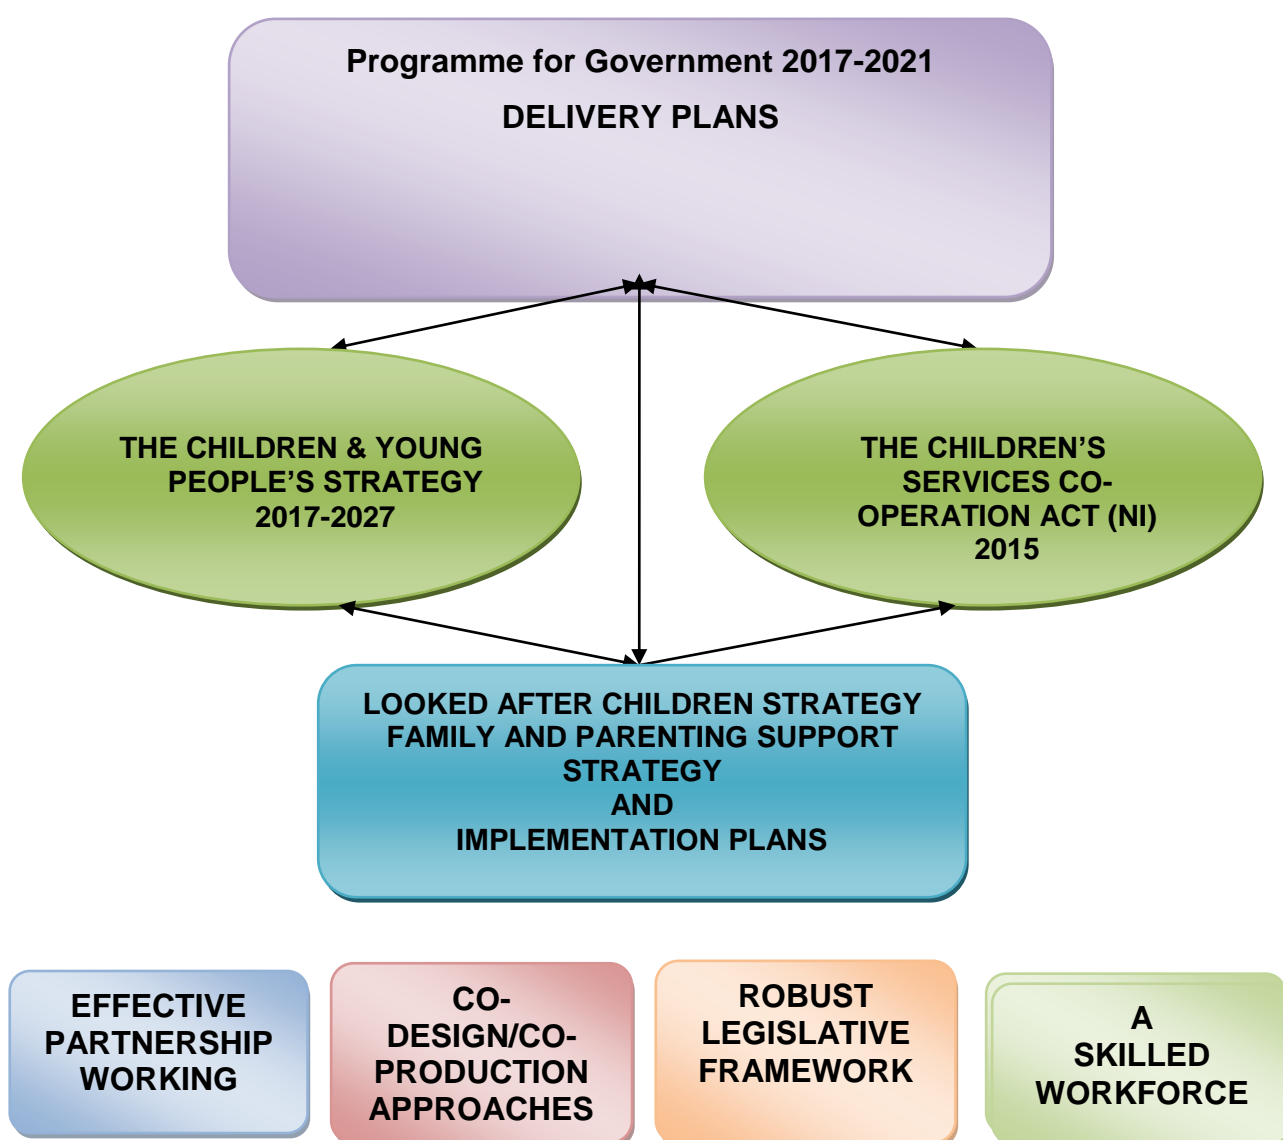 Programme for Government 2017-2021
DELIVERY PLANS
THE CHILDREN & YOUNG
PEOPLE’S STRATEGY
2017-2027
THE CHILDREN’S
SERVICES CO-
OPERATION ACT (NI)
2015
LOOKED AFTER CHILDREN STRATEGY
FAMILY AND PARENTING SUPPORT
STRATEGY
AND
IMPLEMENTATION PLANS
EFFECTIVE
PARTNERSHIP
WORKING
CO-
DESIGN/CO-
PRODUCTION
APPROACHES
ROBUST
LEGISLATIVE
FRAMEWORK
A
SKILLED
WORKFORCE